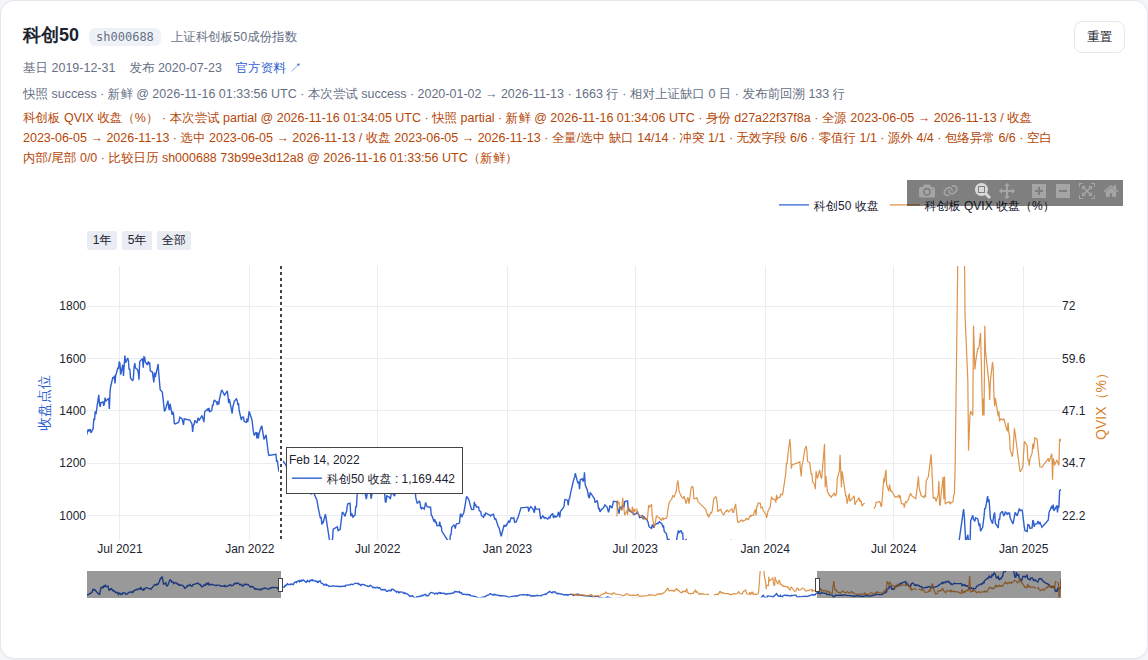 科创50 sh000688 上证科创板50成份指数 重置
基日 2019-12-31 发布 2020-07-23 官方资料 ↗
快照 success · 新鲜 @ 2026-11-16 01:33:56 UTC · 本次尝试 success · 2020-01-02 → 2026-11-13 · 1663 行 · 相对上证缺口 0 日 · 发布前回溯 133 行
科创板 QVIX 收盘（%） · 本次尝试 partial @ 2026-11-16 01:34:05 UTC · 快照 partial · 新鲜 @ 2026-11-16 01:34:06 UTC · 身份 d27a22f37f8a · 全源 2023-06-05 → 2026-11-13 / 收盘
2023-06-05 → 2026-11-13 · 选中 2023-06-05 → 2026-11-13 / 收盘 2023-06-05 → 2026-11-13 · 全量/选中 缺口 14/14 · 冲突 1/1 · 无效字段 6/6 · 零值行 1/1 · 源外 4/4 · 包络异常 6/6 · 空白
内部/尾部 0/0 · 比较日历 sh000688 73b99e3d12a8 @ 2026-11-16 01:33:56 UTC（新鲜）
科创50 收盘 科创板 QVIX 收盘（%）
1年 5年 全部
1800 72
1600 59.6
1400 47.1
1200 34.7
1000 22.2
收盘点位
QVIX（%）
Feb 14, 2022
科创50 收盘 : 1,169.442
Jul 2021 Jan 2022 Jul 2022 Jan 2023 Jul 2023 Jan 2024 Jul 2024 Jan 2025